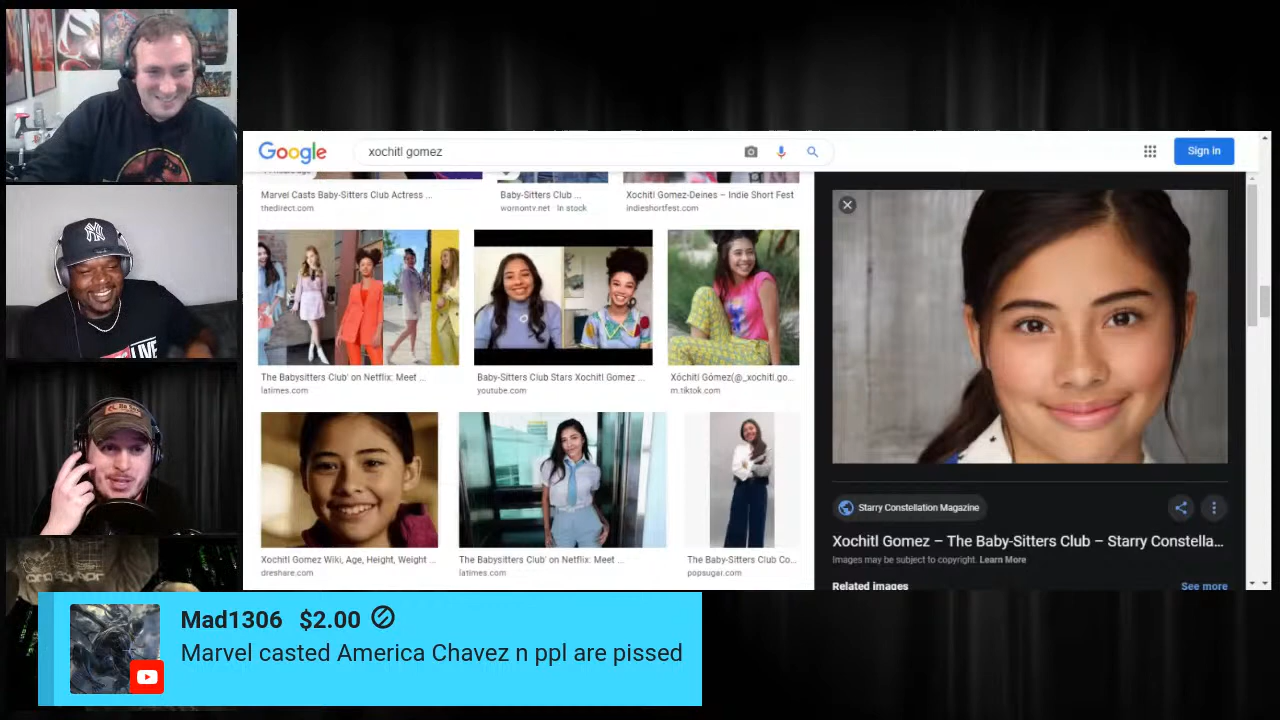 Google
xochitl gomez
Sign in
Marvel Casts Baby-Sitters Club Actress ...
thedirect.com
Baby-Sitters Club ...
wornontv.net · In stock
Xochitl Gomez-Deines – Indie Short Fest
indieshortfest.com
The Babysitters Club' on Netflix: Meet ...
latimes.com
Baby-Sitters Club Stars Xochitl Gomez ...
youtube.com
Xóchitl Gómez(@_xochitl.go...
m.tiktok.com
Xochitl Gomez Wiki, Age, Height, Weight ...
dreshare.com
The Babysitters Club' on Netflix: Meet ...
latimes.com
The Baby-Sitters Club Co...
popsugar.com
Starry Constellation Magazine
Xochitl Gomez – The Baby-Sitters Club – Starry Constella...
Images may be subject to copyright. Learn More
Related images
See more
NY
LIVE
Mad1306 $2.00
Marvel casted America Chavez n ppl are pissed